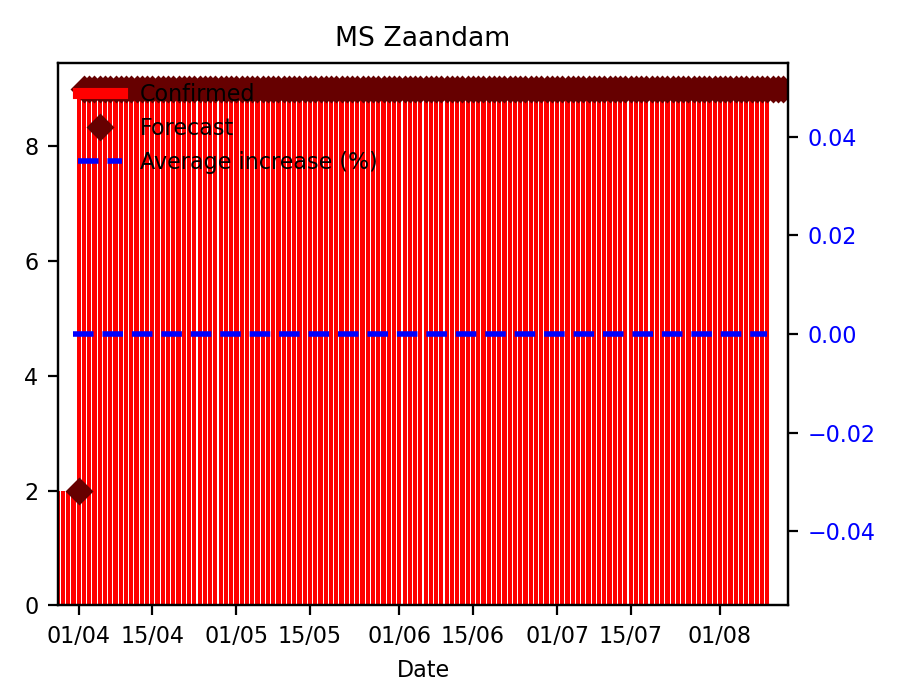 MS Zaandam
Confirmed
Forecast
Average increase (%)
8
6
4
2
0
0.04
0.02
0.00
−0.02
−0.04
01/04 15/04 01/05 15/05 01/06 15/06 01/07 15/07 01/08
Date